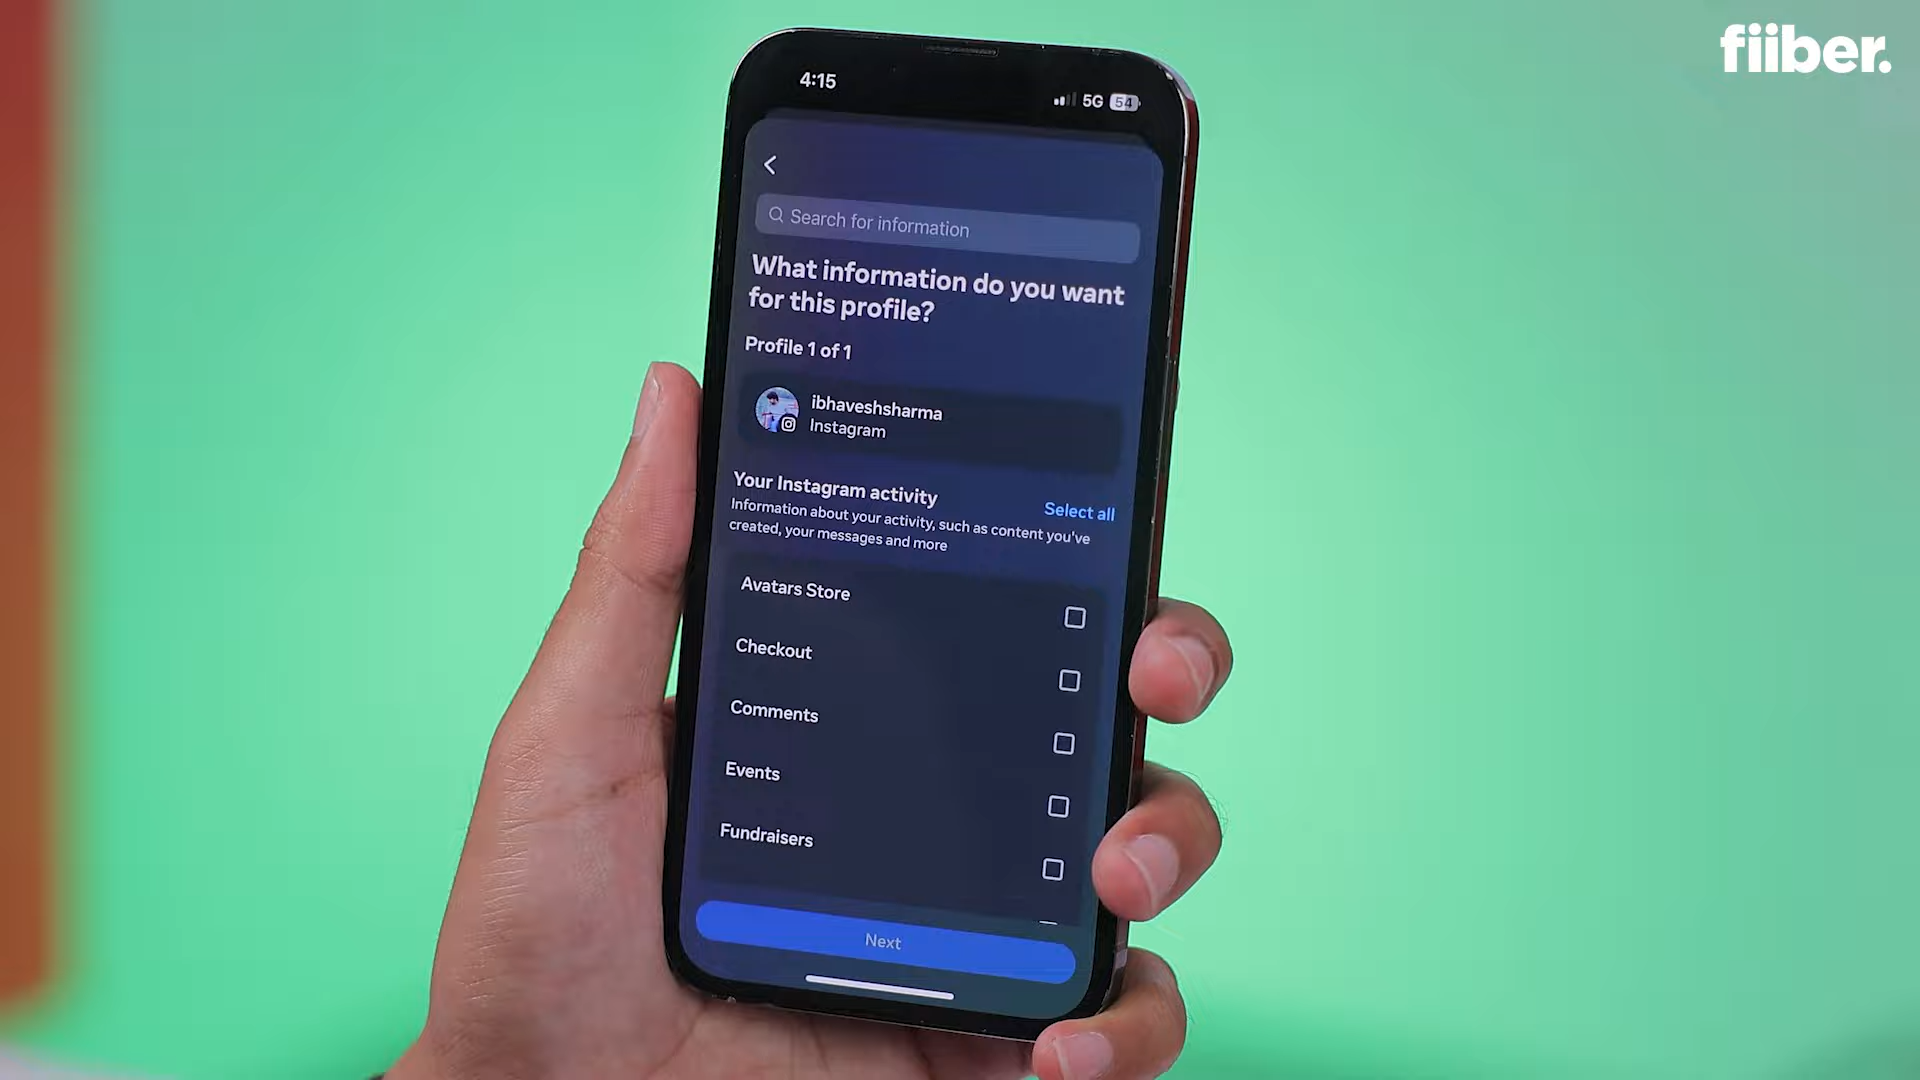 fiiber.
4:15
5G 54
Search for information
What information do you want
for this profile?
Profile 1 of 1
ibhaveshsharma
Instagram
Your Instagram activity
Select all
Information about your activity, such as content you've
created, your messages and more
Avatars Store
Checkout
Comments
Events
Fundraisers
Next